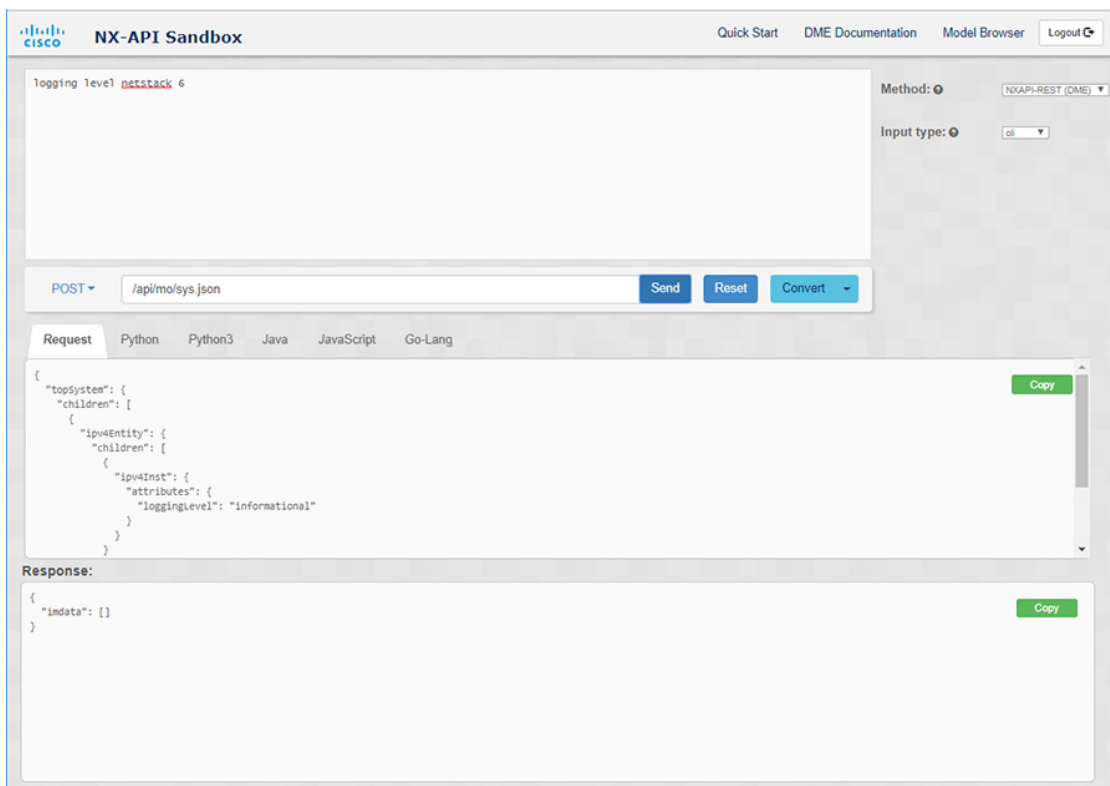 CISCO
NX-API Sandbox
Quick Start
DME Documentation
Model Browser
Logout
logging level netstack 6
Method:
NXAPI-REST (DME)
Input type:
cli
POST
/api/mo/sys.json
Send
Reset
Convert
Request
Python
Python3
Java
JavaScript
Go-Lang
{
"topSystem": {
"children": [
{
"ipv4Entity": {
"children": [
{
"ipv4Inst": {
"attributes": {
"loggingLevel": "informational"
}
}
}
Copy
Response:
{
"imdata": []
}
Copy